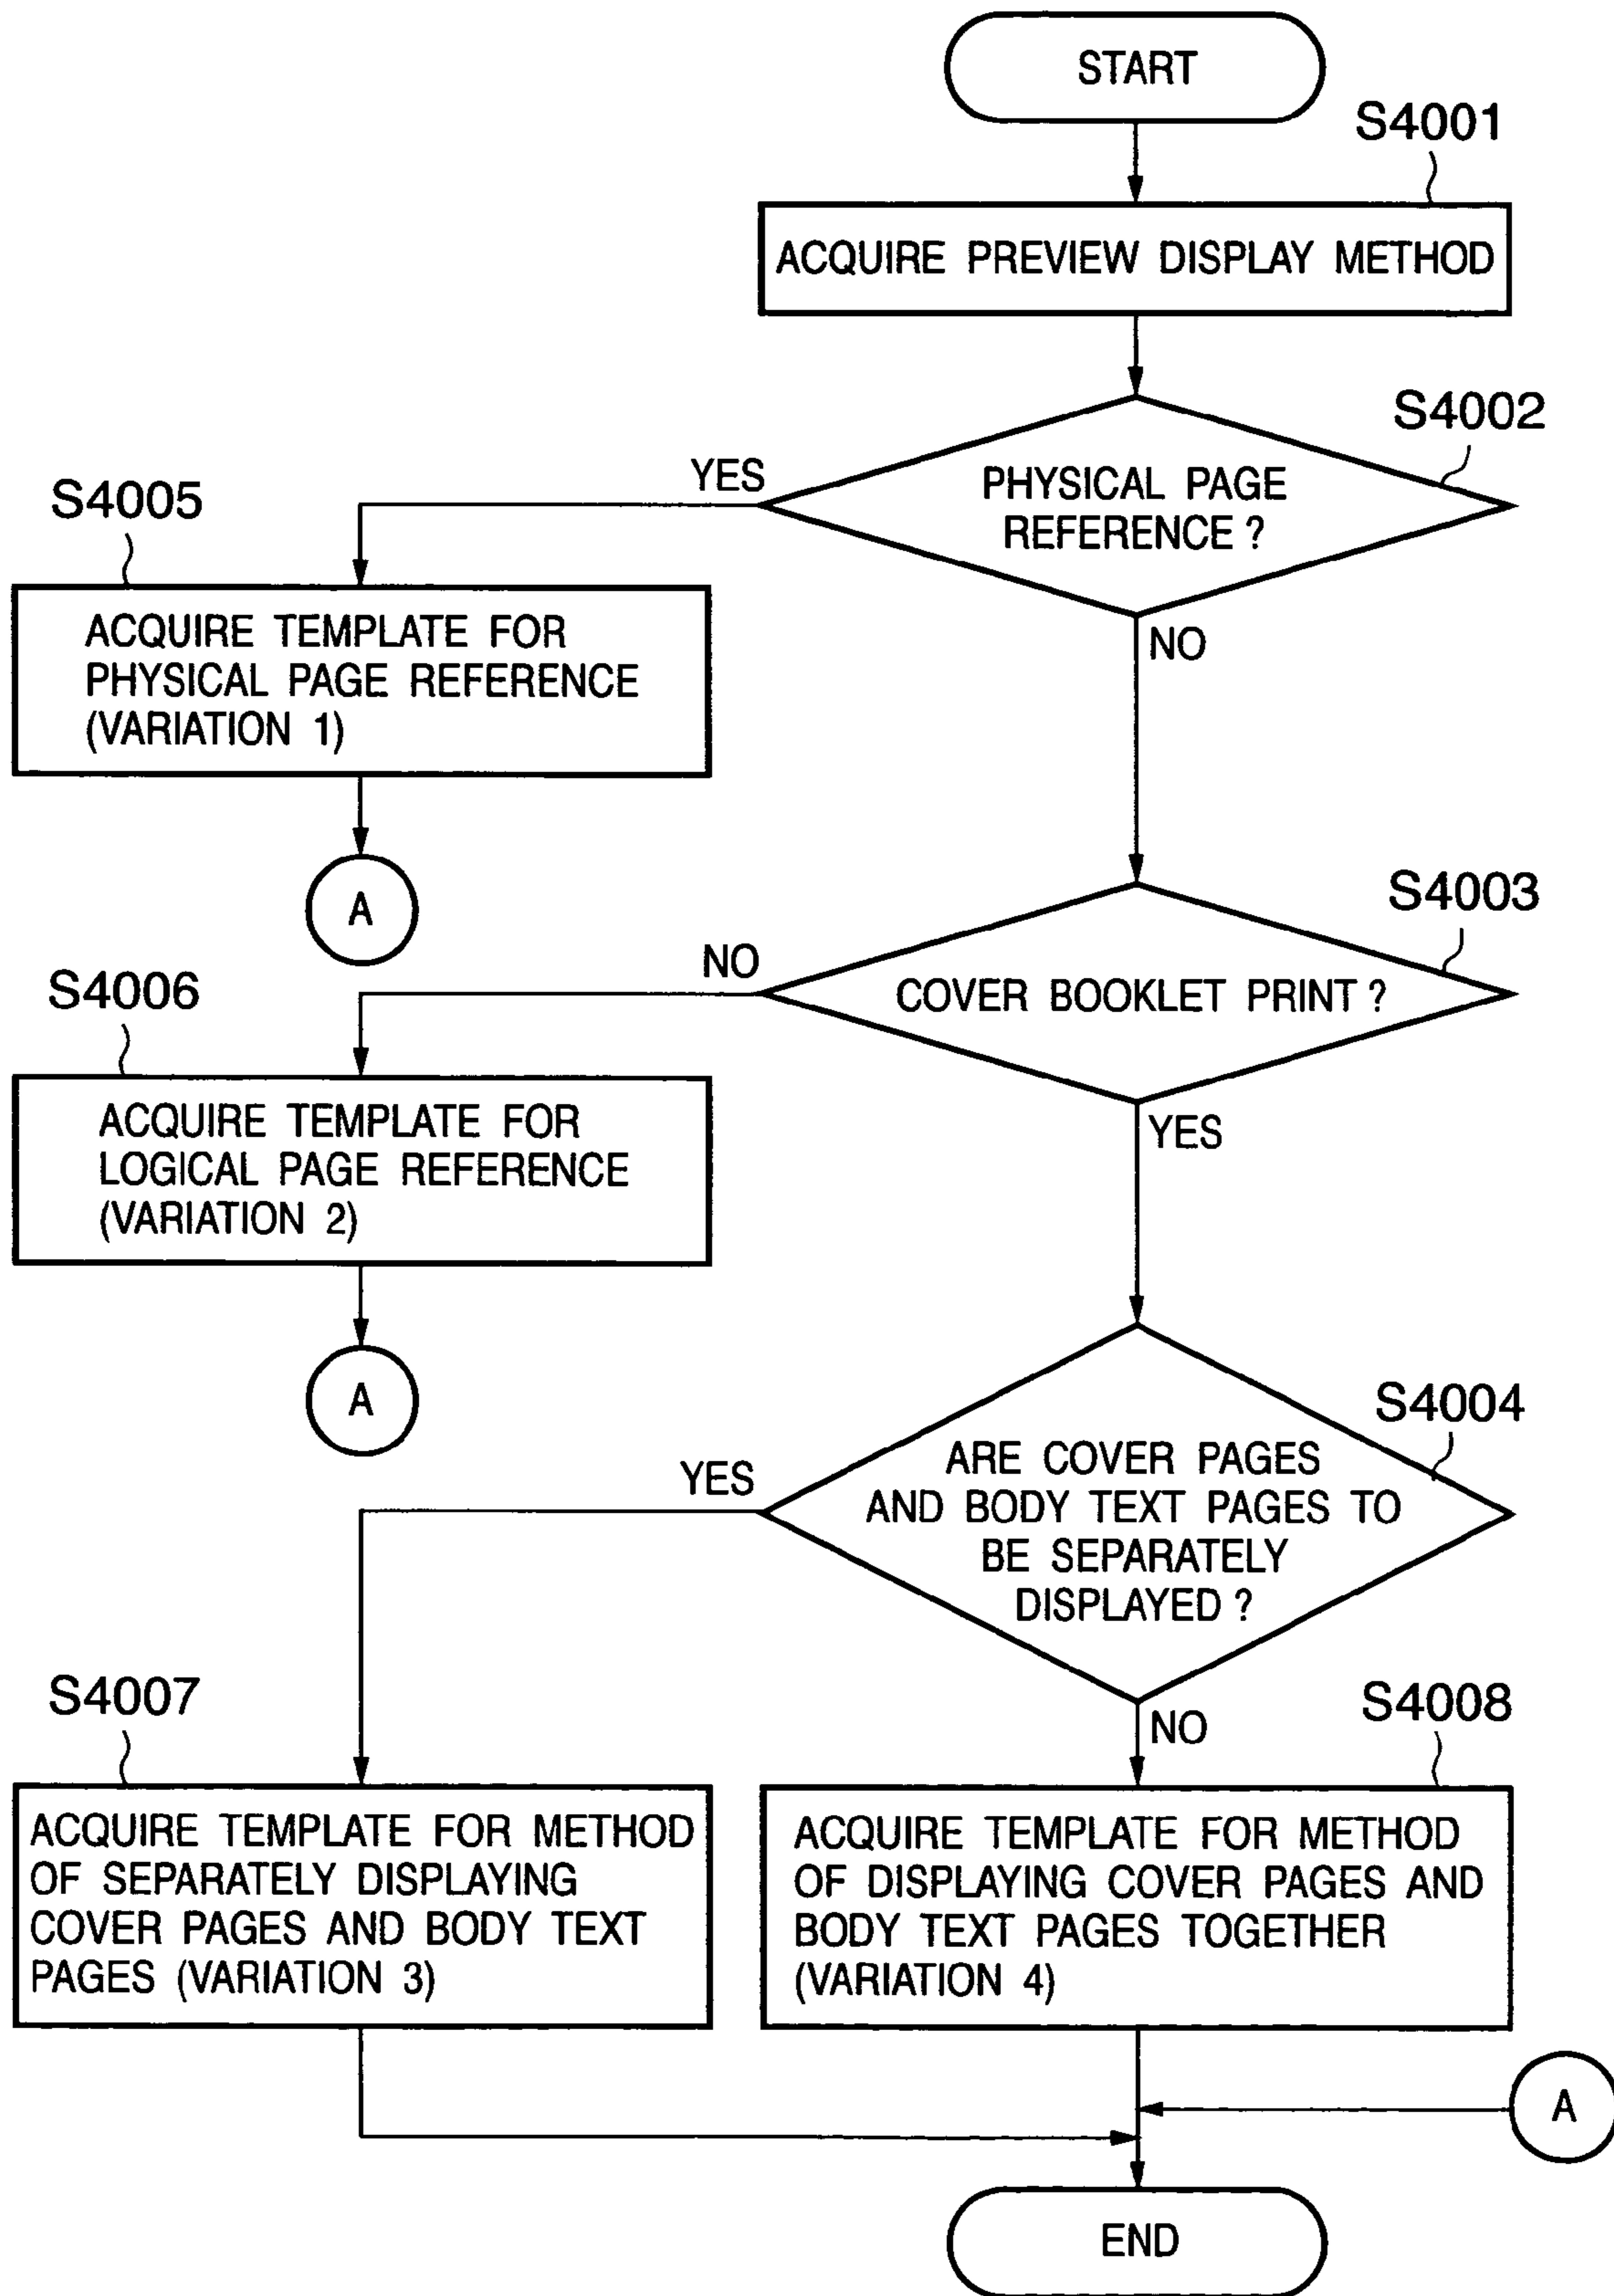 START
S4001
ACQUIRE PREVIEW DISPLAY METHOD
S4002
PHYSICAL PAGE
REFERENCE ?
YES
NO
S4005
ACQUIRE TEMPLATE FOR
PHYSICAL PAGE REFERENCE
(VARIATION 1)
A
S4003
COVER BOOKLET PRINT ?
NO
YES
S4006
ACQUIRE TEMPLATE FOR
LOGICAL PAGE REFERENCE
(VARIATION 2)
A
S4004
ARE COVER PAGES
AND BODY TEXT PAGES TO
BE SEPARATELY
DISPLAYED ?
YES
NO
S4007
ACQUIRE TEMPLATE FOR METHOD
OF SEPARATELY DISPLAYING
COVER PAGES AND BODY TEXT
PAGES (VARIATION 3)
S4008
ACQUIRE TEMPLATE FOR METHOD
OF DISPLAYING COVER PAGES AND
BODY TEXT PAGES TOGETHER
(VARIATION 4)
A
END